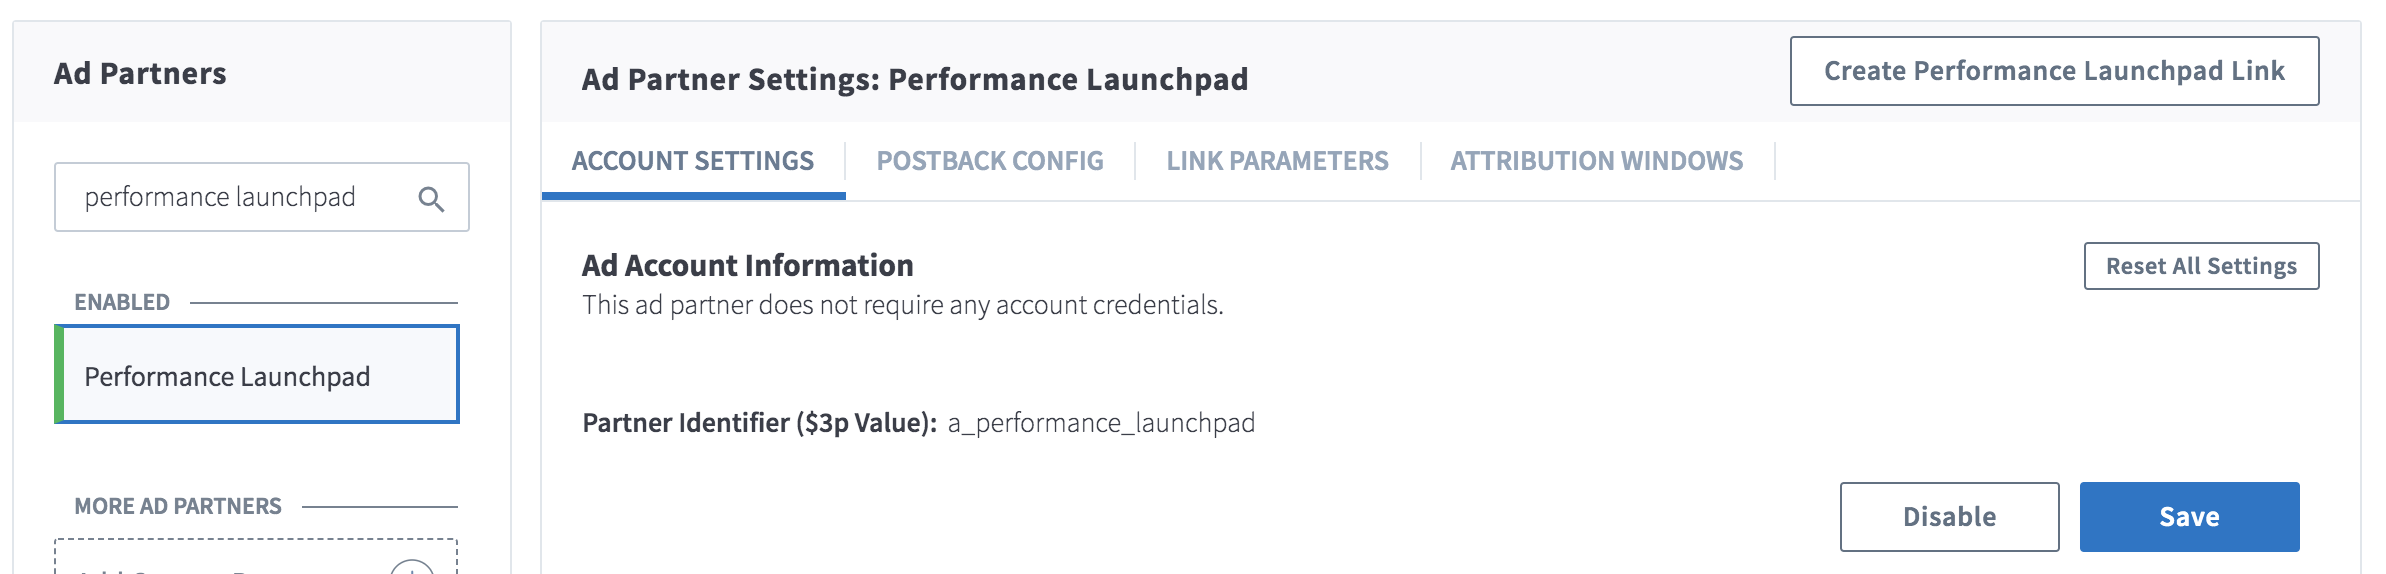 Ad Partners
performance launchpad
ENABLED
Performance Launchpad
MORE AD PARTNERS
Ad Partner Settings: Performance Launchpad
Create Performance Launchpad Link
ACCOUNT SETTINGS
POSTBACK CONFIG
LINK PARAMETERS
ATTRIBUTION WINDOWS
Ad Account Information
Reset All Settings
This ad partner does not require any account credentials.
Partner Identifier ($3p Value): a_performance_launchpad
Disable
Save